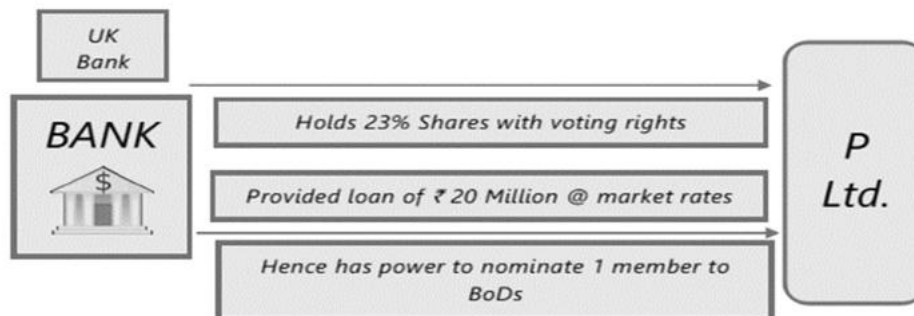 UK
Bank
BANK
$
Holds 23% Shares with voting rights
Provided loan of ₹ 20 Million @ market rates
Hence has power to nominate 1 member to
BoDs
P
Ltd.